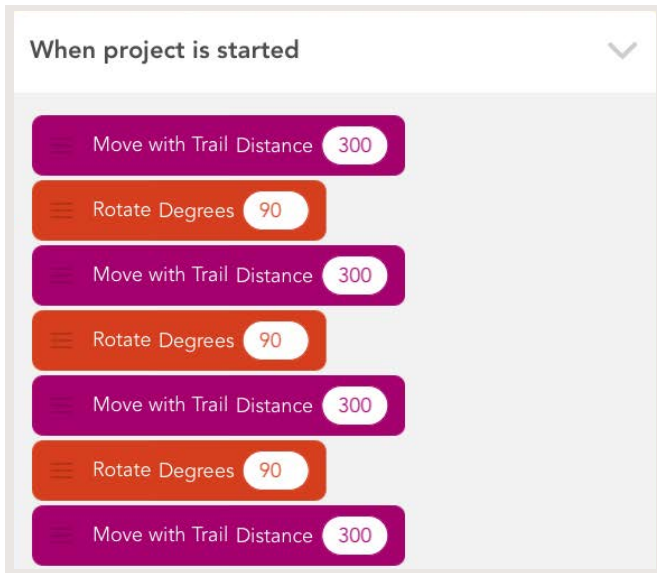 When project is started
Move with Trail Distance 300
Rotate Degrees 90
Move with Trail Distance 300
Rotate Degrees 90
Move with Trail Distance 300
Rotate Degrees 90
Move with Trail Distance 300